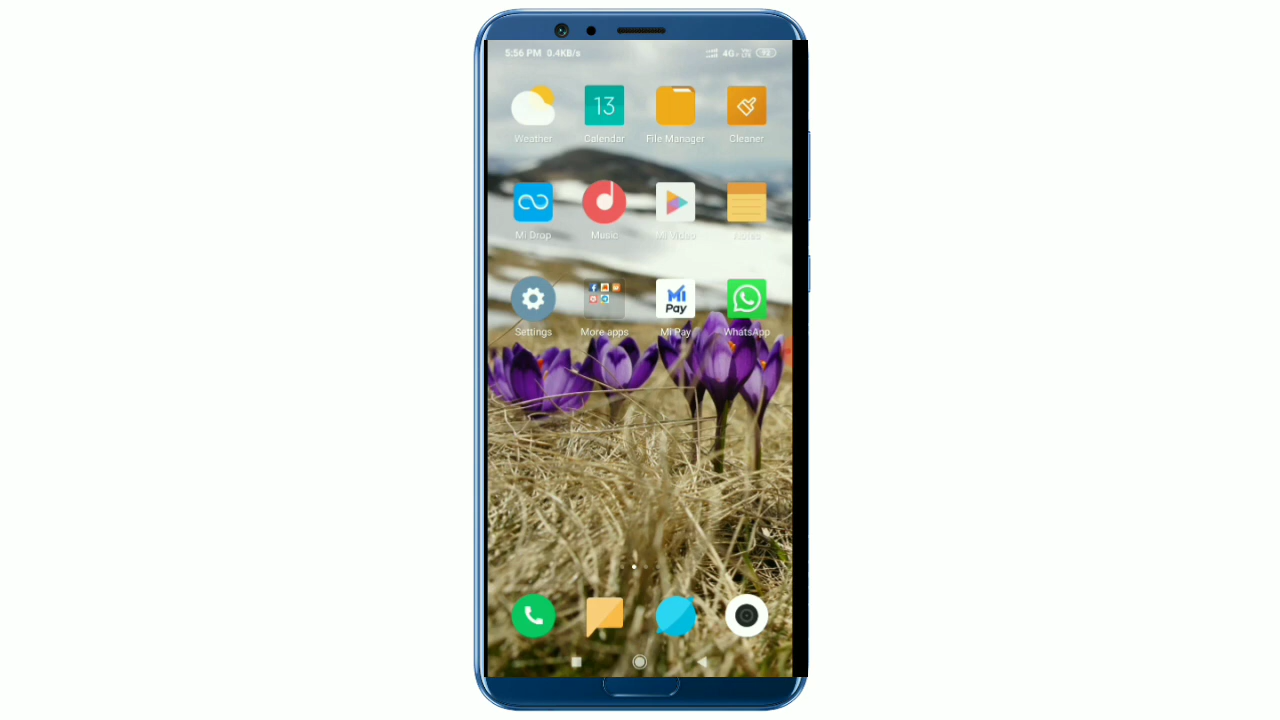 5:56 PM 0.4KB/s 4G+ 93
13
Weather Calendar File Manager Cleaner
Mi Drop Music Mi Video Notes
Mi
Pay
Settings More apps Mi Pay WhatsApp